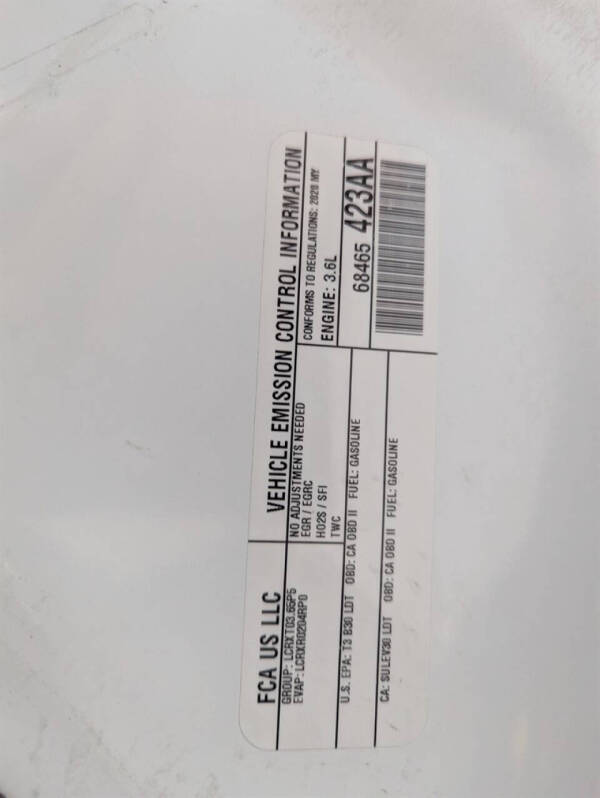 FCA US LLC
GROUP: LCRXT03.65P5
EVAP: LCRXR0204RP0
VEHICLE EMISSION CONTROL INFORMATION
NO ADJUSTMENTS NEEDED
EGR / EGRC
HO2S / SFI
TWC
CONFORMS TO REGULATIONS: 2020 MY
ENGINE: 3.6L
U.S. EPA: T3 B30 LDT OBD: CA OBD II FUEL: GASOLINE
CA: SULEV30 LDT OBD: CA OBD II FUEL: GASOLINE
68465 423AA